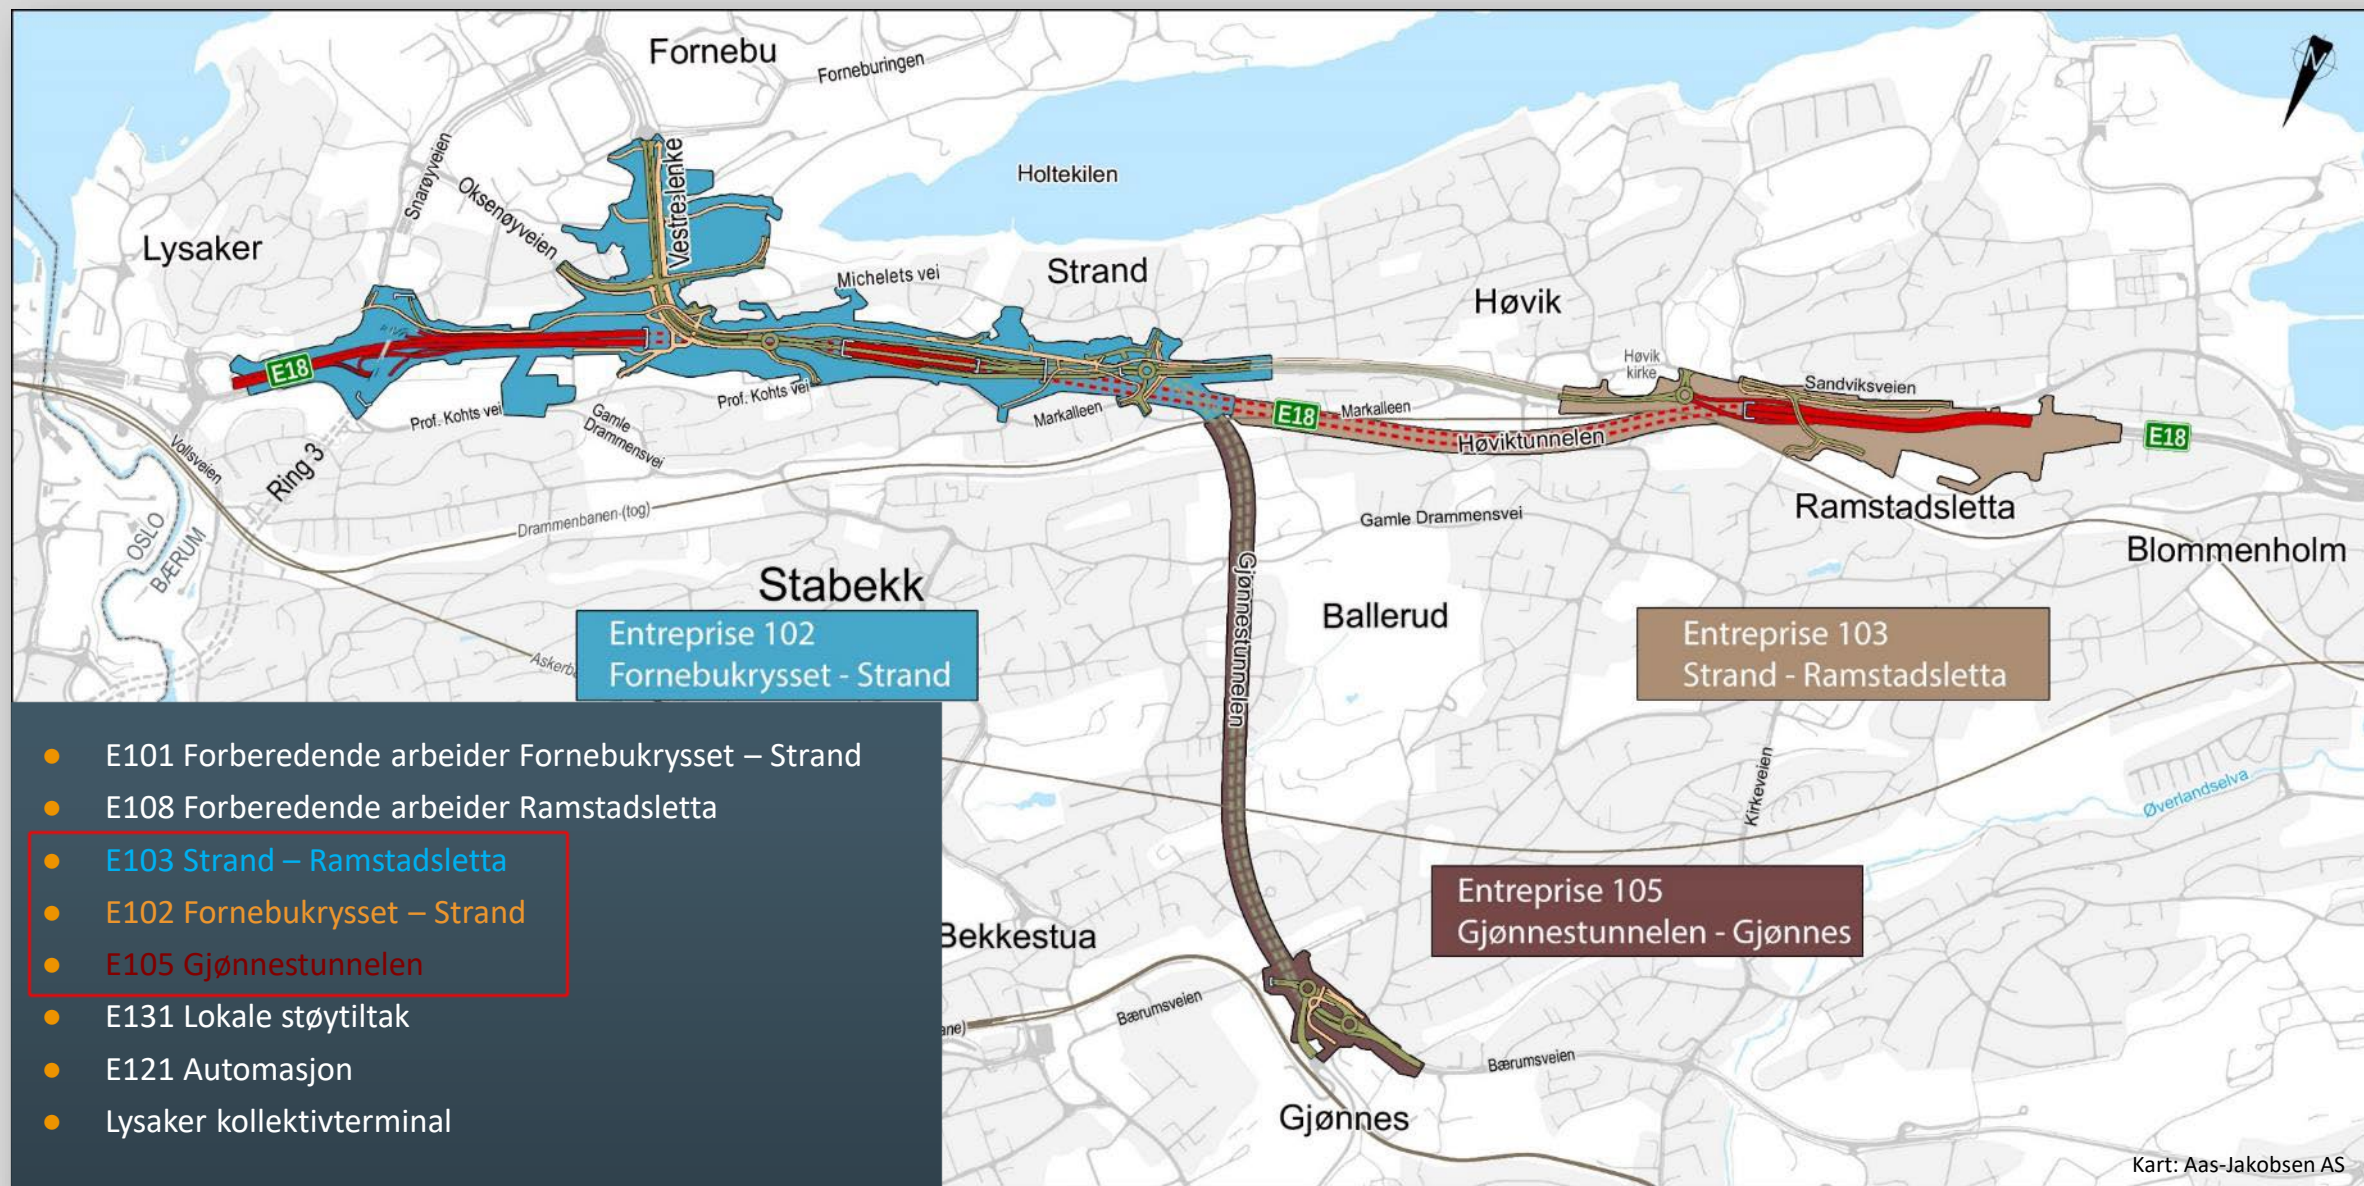 Fornebu
Forneburingen
Snarøyveien
Oksenøyveien
Vestre lenke
Holtekilen
Lysaker
Michelets vei
Strand
Høvik
Høvik
kirke
Sandviksveien
E18
Prof. Kohts vei
Gamle
Drammensvei
Prof. Kohts vei
Markalleen
E18
Markalleen
Høviktunnelen
E18
Vollsveien
Ring 3
OSLO
BÆRUM
Drammenbanen (tog)
Gamle Drammensvei
Ramstadsletta
Blommenholm
Stabekk
Gjønnestunnelen
Ballerud
Entreprise 102
Fornebukrysset - Strand
Entreprise 103
Strand - Ramstadsletta
Kirkeveien
Øverlandselva
E101 Forberedende arbeider Fornebukrysset – Strand
E108 Forberedende arbeider Ramstadsletta
E103 Strand – Ramstadsletta
E102 Fornebukrysset – Strand
E105 Gjønnestunnelen
E131 Lokale støytiltak
E121 Automasjon
Lysaker kollektivterminal
Entreprise 105
Gjønnestunnelen - Gjønnes
Bekkestua
Bærumsveien
Bærumsveien
Gjønnes
N
Kart: Aas-Jakobsen AS